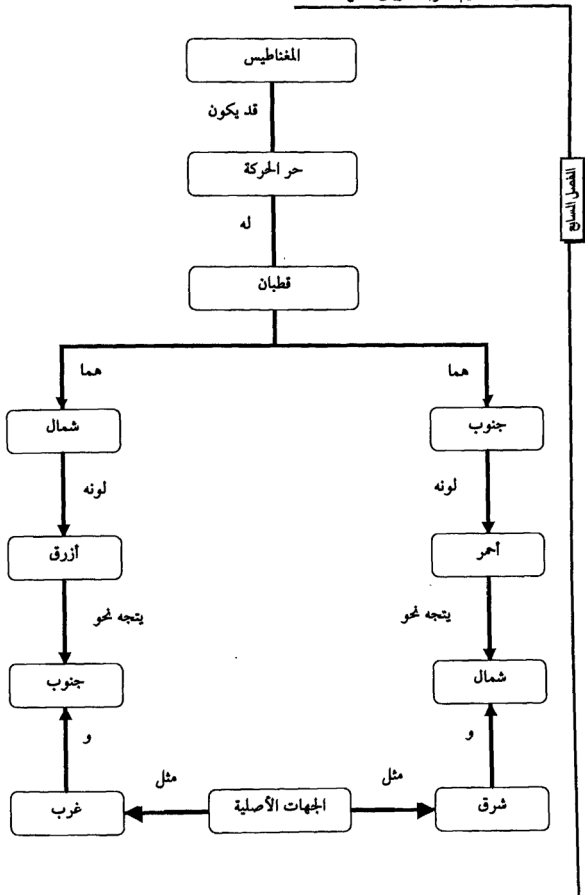 المغناطيس
قد يكون
حر الحركة
له
قطبان
هما
هما
جنوب
شمال
لونه
لونه
أحمر
أزرق
يتجه نحو
يتجه نحو
شمال
جنوب
و
و
شرق
مثل
الجهات الأصلية
مثل
غرب
الفصل السابع